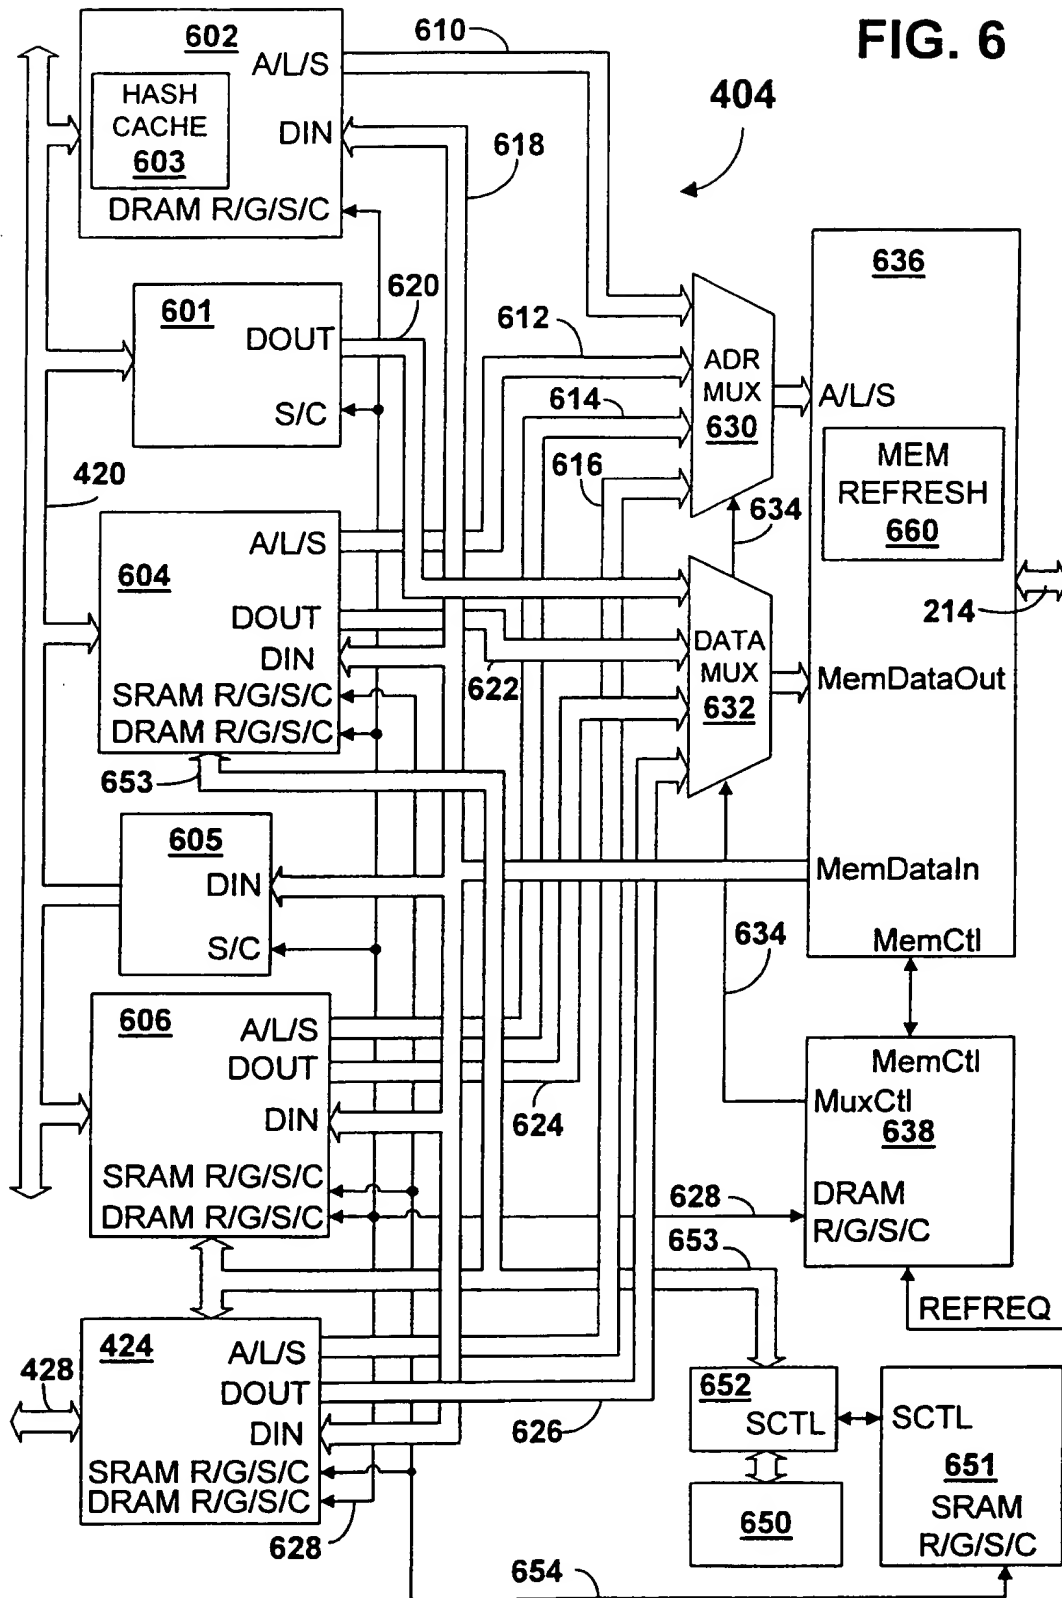 FIG. 6
404
602
A/L/S
HASH
CACHE
603
DIN
DRAM R/G/S/C
610
618
601
DOUT
S/C
620
612
614
616
ADR
MUX
630
634
636
A/L/S
MEM
REFRESH
660
214
MemDataOut
MemDataIn
MemCtl
420
604
A/L/S
DOUT
DIN
SRAM R/G/S/C
DRAM R/G/S/C
622
DATA
MUX
632
653
605
DIN
S/C
634
606
A/L/S
DOUT
DIN
SRAM R/G/S/C
DRAM R/G/S/C
624
MemCtl
MuxCtl
638
DRAM
R/G/S/C
628
653
REFREQ
424
A/L/S
DOUT
DIN
SRAM R/G/S/C
DRAM R/G/S/C
428
626
628
652
SCTL
650
SCTL
651
SRAM
R/G/S/C
654